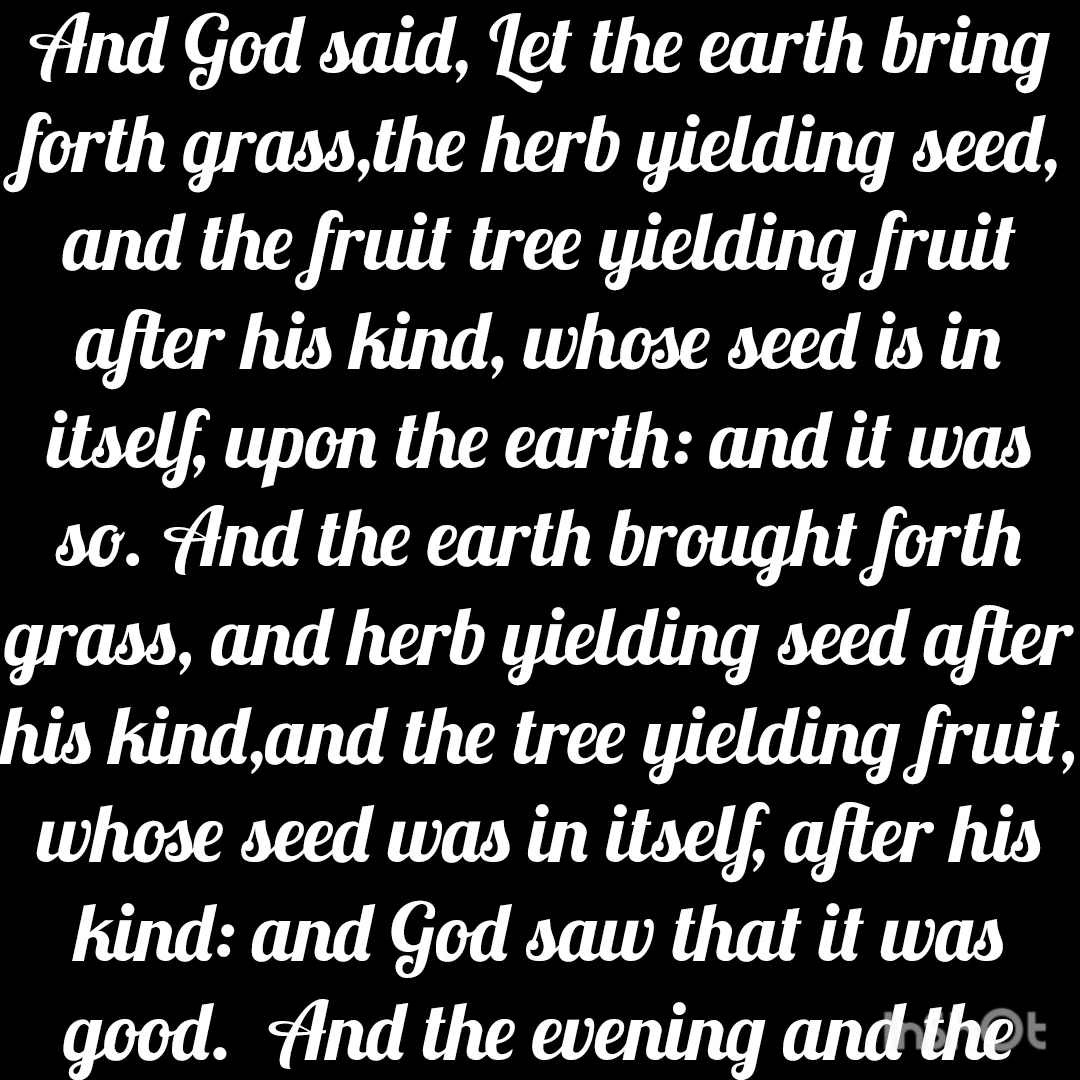 And God said, Let the earth bring
forth grass,the herb yielding seed,
and the fruit tree yielding fruit
after his kind, whose seed is in
itself, upon the earth: and it was
so. And the earth brought forth
grass, and herb yielding seed after
his kind,and the tree yielding fruit,
whose seed was in itself, after his
kind: and God saw that it was
good. And the evening and the
InShOt